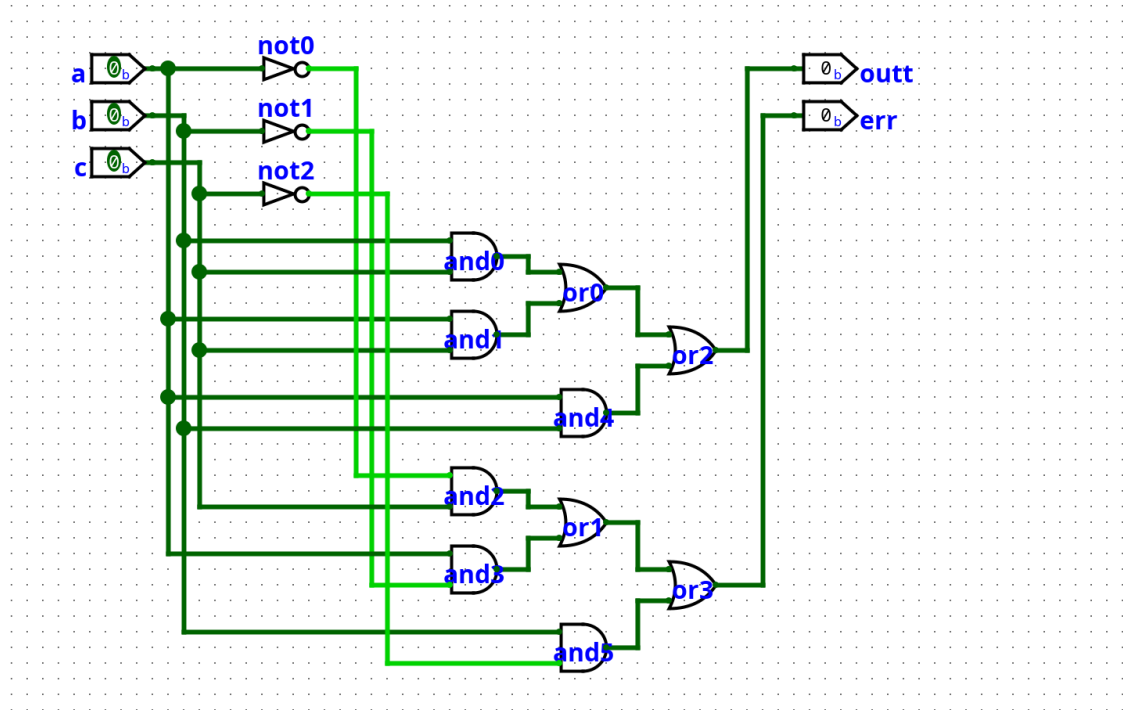 not0
a 0b
0b outt
not1
b 0b
0b err
c 0b
not2
and0
or0
and1
or2
and4
and2
or1
and3
or3
and5